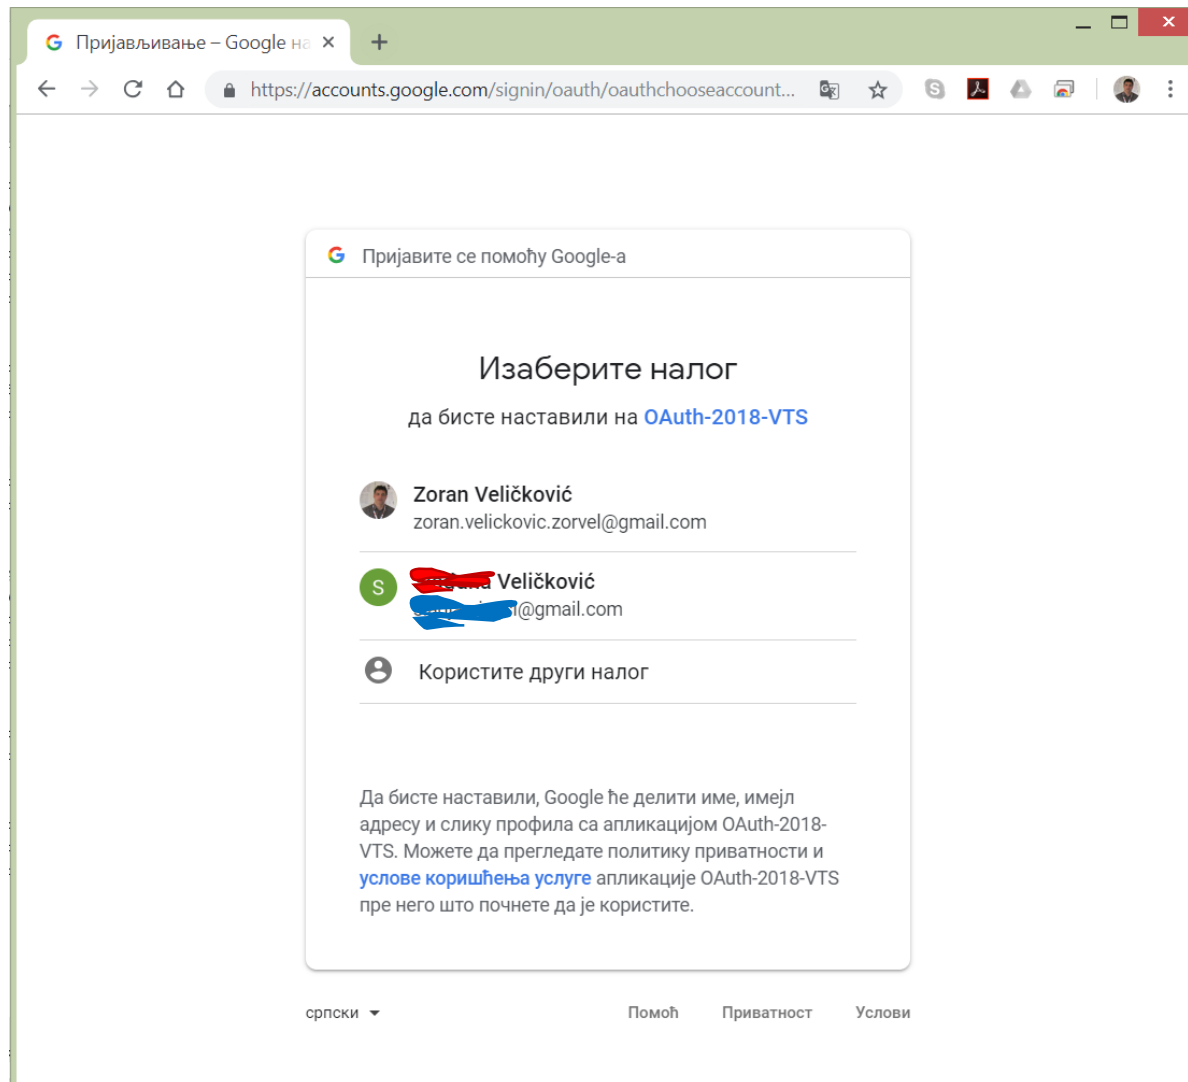 Пријављивање – Google на
https://accounts.google.com/signin/oauth/oauthchooseaccount...
Пријавите се помоћу Google-а
Изаберите налог
да бисте наставили на OAuth-2018-VTS
Zoran Veličković
zoran.velickovic.zorvel@gmail.com
S
Veličković
@gmail.com
Користите други налог
Да бисте наставили, Google ће делити име, имејл
адресу и слику профила са апликацијом OAuth-2018-
VTS. Можете да прегледате политику приватности и
услове коришћења услуге апликације OAuth-2018-VTS
пре него што почнете да је користите.
српски
Помоћ Приватност Услови